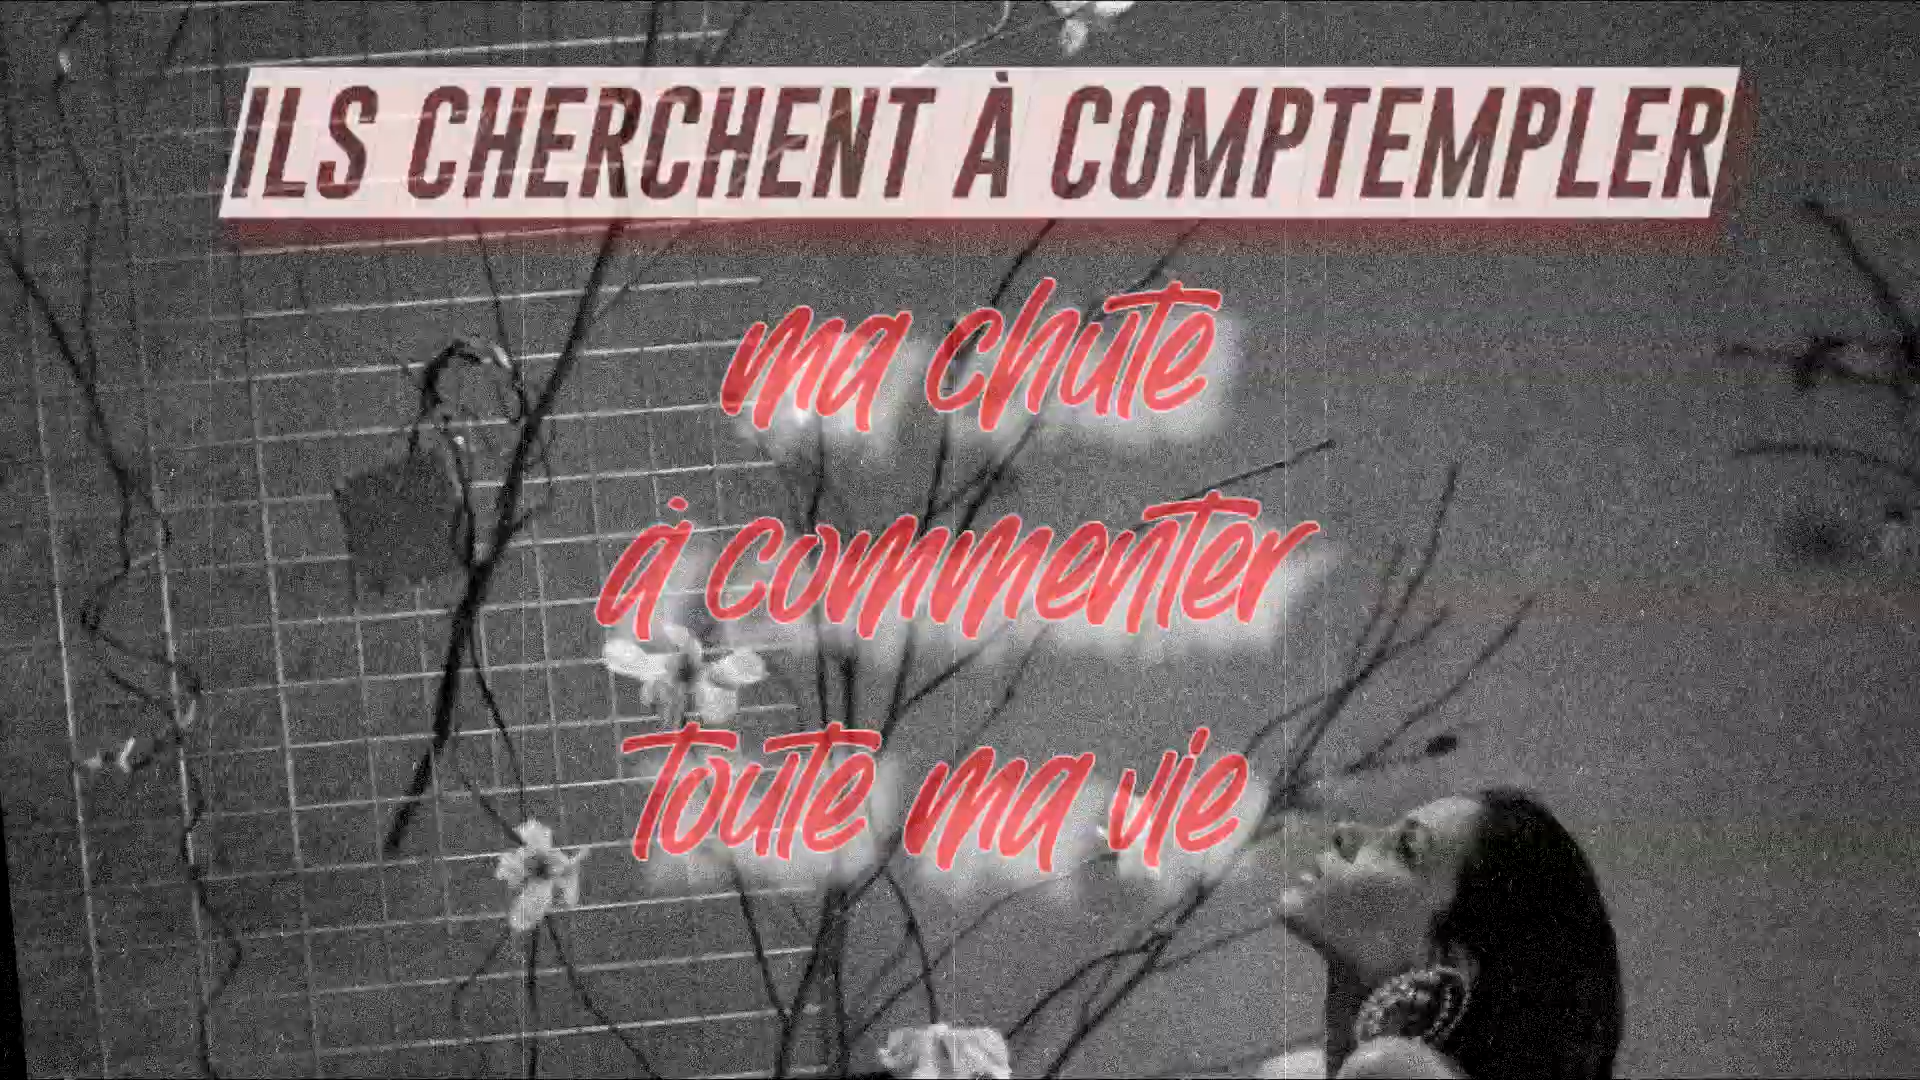 ILS CHERCHENT À COMPTEMPLER
ma chute
à commenter
toute ma vie